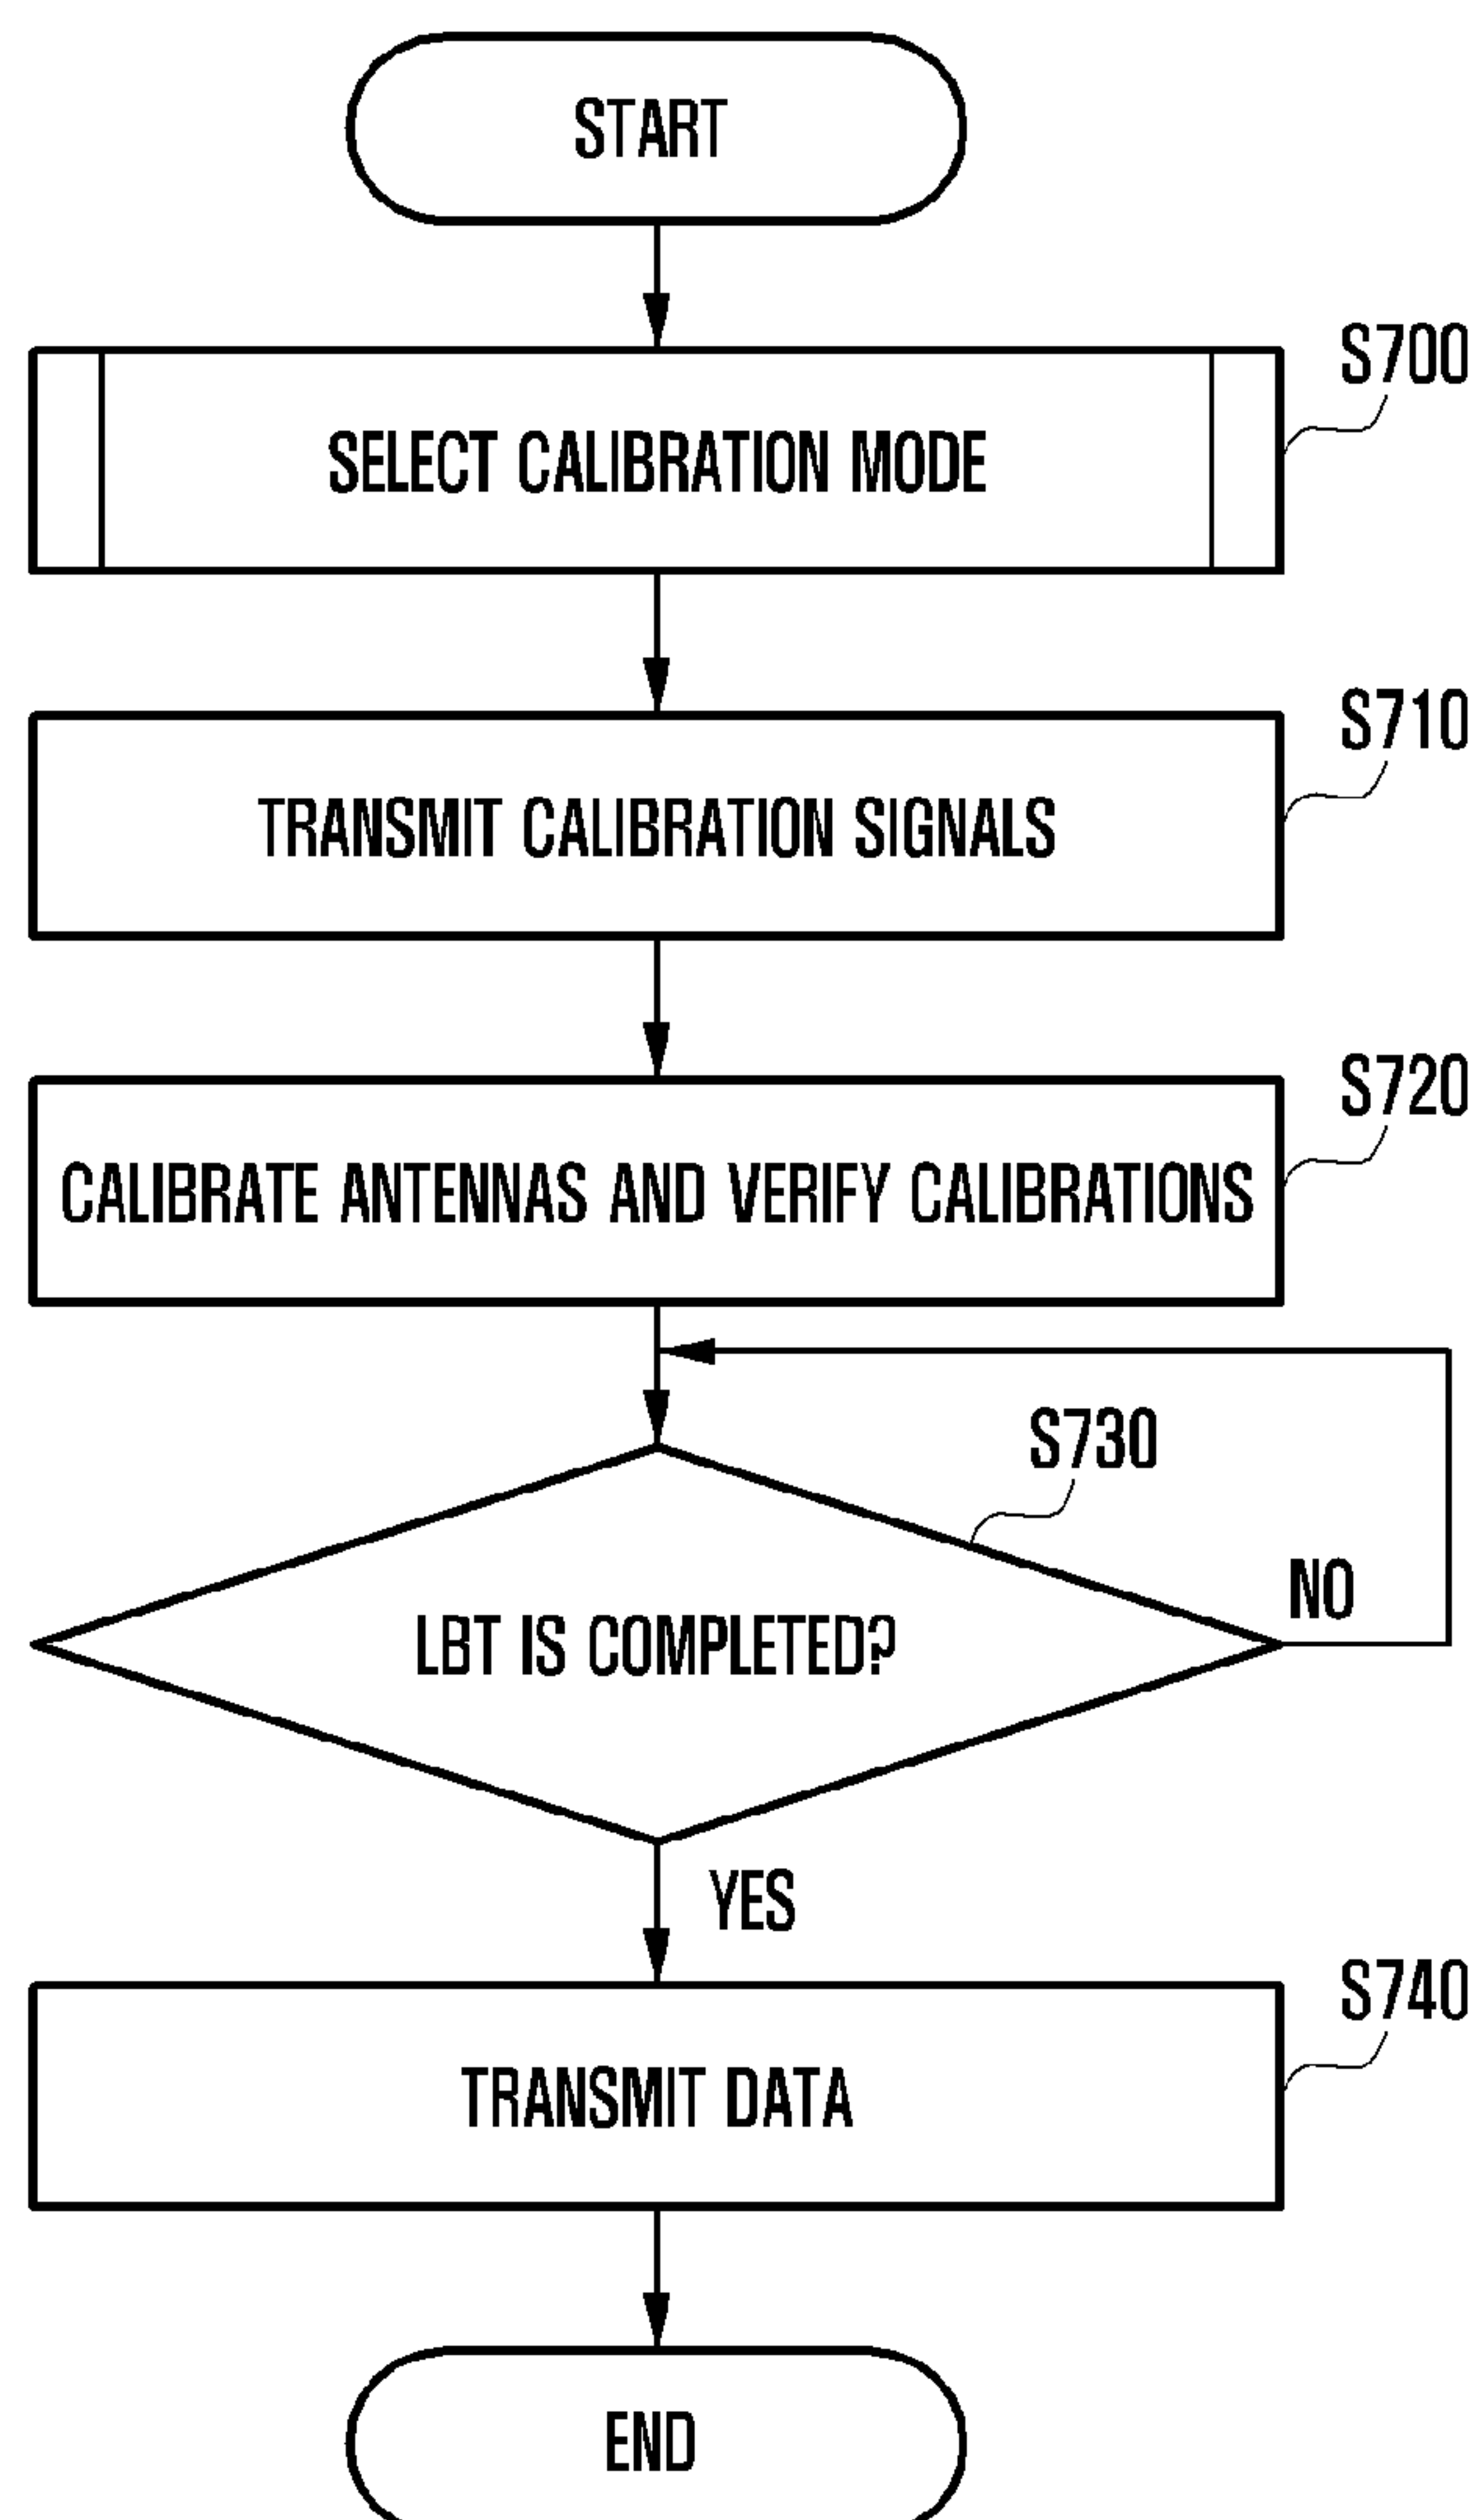 START
S700
SELECT CALIBRATION MODE
S710
TRANSMIT CALIBRATION SIGNALS
S720
CALIBRATE ANTENNAS AND VERIFY CALIBRATIONS
S730
NO
LBT IS COMPLETED?
YES
S740
TRANSMIT DATA
END